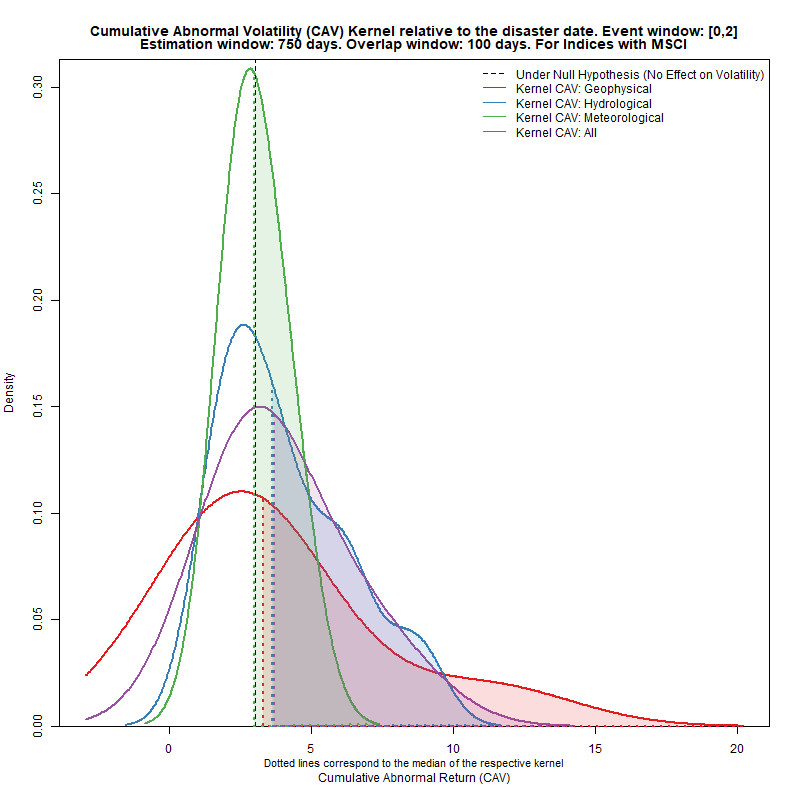 Cumulative Abnormal Volatility (CAV) Kernel relative to the disaster date. Event window: [0,2]
Estimation window: 750 days. Overlap window: 100 days. For Indices with MSCI
Under Null Hypothesis (No Effect on Volatility)
Kernel CAV: Geophysical
Kernel CAV: Hydrological
Kernel CAV: Meteorological
Kernel CAV: All
Density
0.30
0.25
0.20
0.15
0.10
0.05
0.00
0 5 10 15 20
Dotted lines correspond to the median of the respective kernel
Cumulative Abnormal Return (CAV)